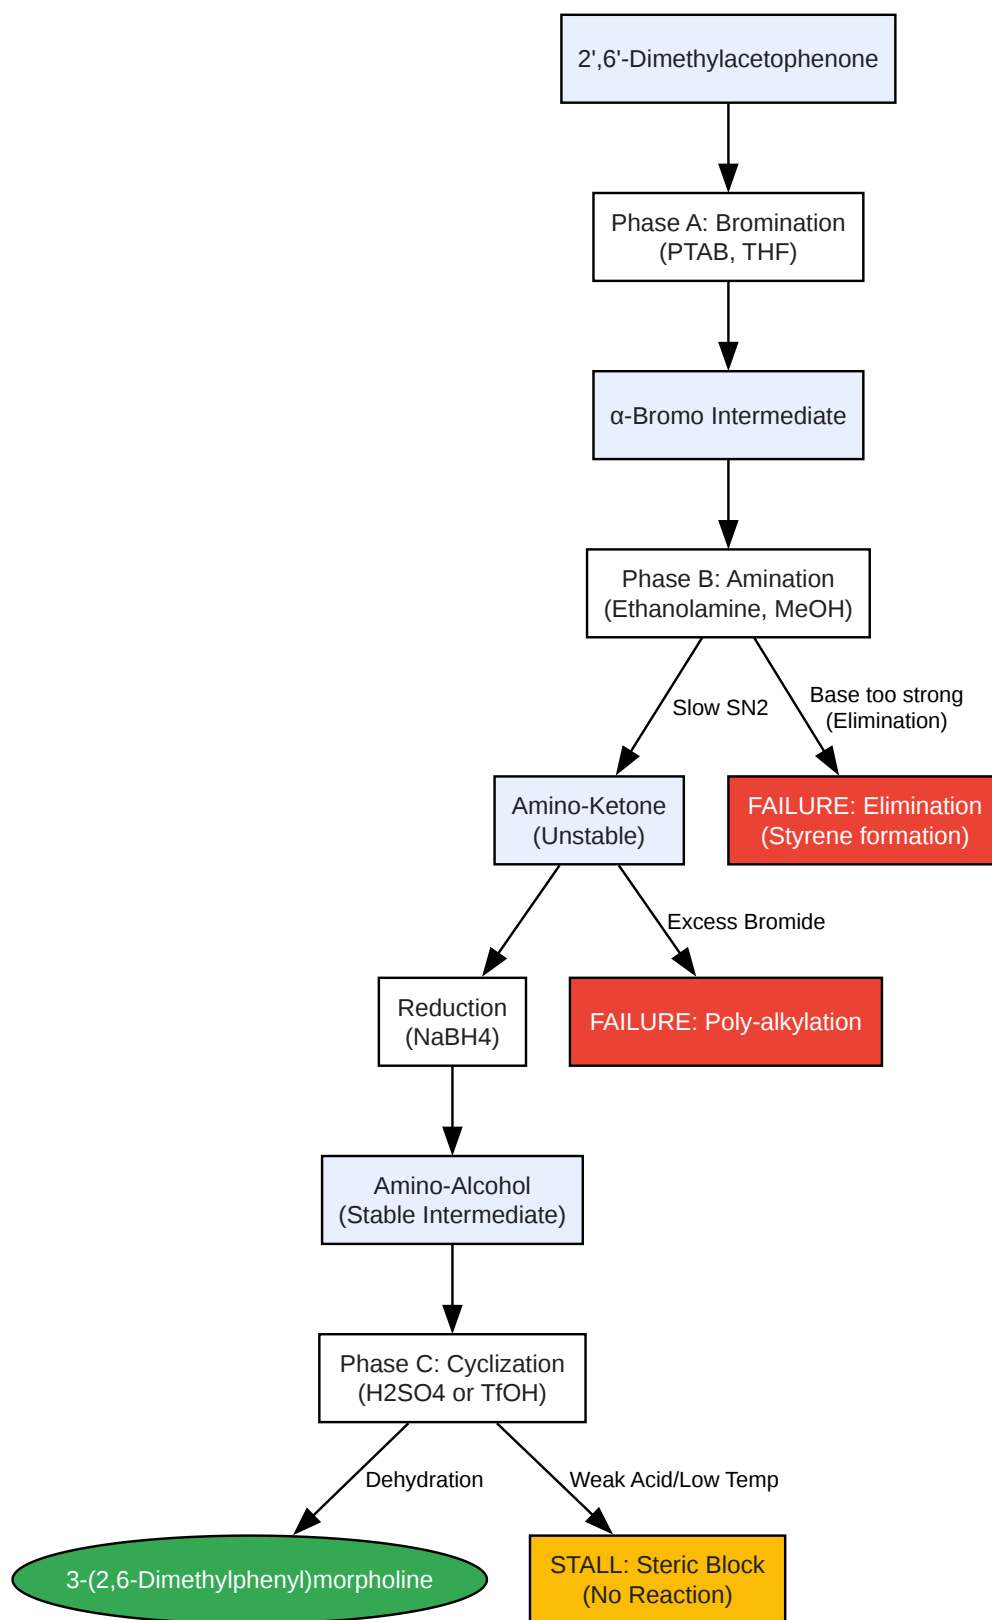 2',6'-Dimethylacetophenone
Phase A: Bromination
(PTAB, THF)
α-Bromo Intermediate
Phase B: Amination
(Ethanolamine, MeOH)
Slow SN2
Base too strong
(Elimination)
Amino-Ketone
(Unstable)
FAILURE: Elimination
(Styrene formation)
Excess Bromide
Reduction
(NaBH4)
FAILURE: Poly-alkylation
Amino-Alcohol
(Stable Intermediate)
Phase C: Cyclization
(H2SO4 or TfOH)
Dehydration
Weak Acid/Low Temp
3-(2,6-Dimethylphenyl)morpholine
STALL: Steric Block
(No Reaction)